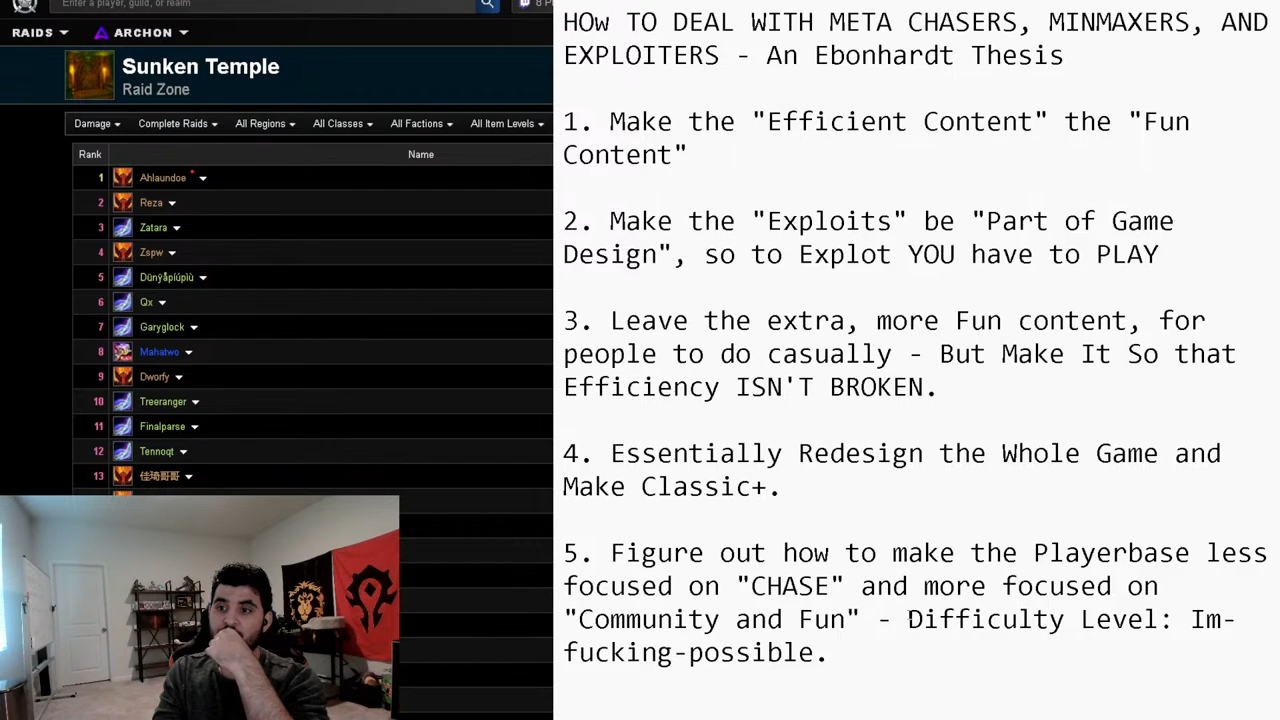 Enter a player, guild, or realm
8 P
RAIDS
ARCHON
Sunken Temple
Raid Zone
Damage
Complete Raids
All Regions
All Classes
All Factions
All Item Levels
Rank
Name
1 Ahlaundoe
2 Reza
3 Zatara
4 Zspw
5 Dünÿåpíúpìù
6 Qx
7 Garyglock
8 Mahatwo
9 Dworfy
10 Treeranger
11 Finalparse
12 Tennoqt
13 佳琦哥哥
HOw TO DEAL WITH META CHASERS, MINMAXERS, AND
EXPLOITERS - An Ebonhardt Thesis
1. Make the "Efficient Content" the "Fun
Content"
2. Make the "Exploits" be "Part of Game
Design", so to Explot YOU have to PLAY
3. Leave the extra, more Fun content, for
people to do casually - But Make It So that
Efficiency ISN'T BROKEN.
4. Essentially Redesign the Whole Game and
Make Classic+.
5. Figure out how to make the Playerbase less
focused on "CHASE" and more focused on
"Community and Fun" - Difficulty Level: Im-
fucking-possible.